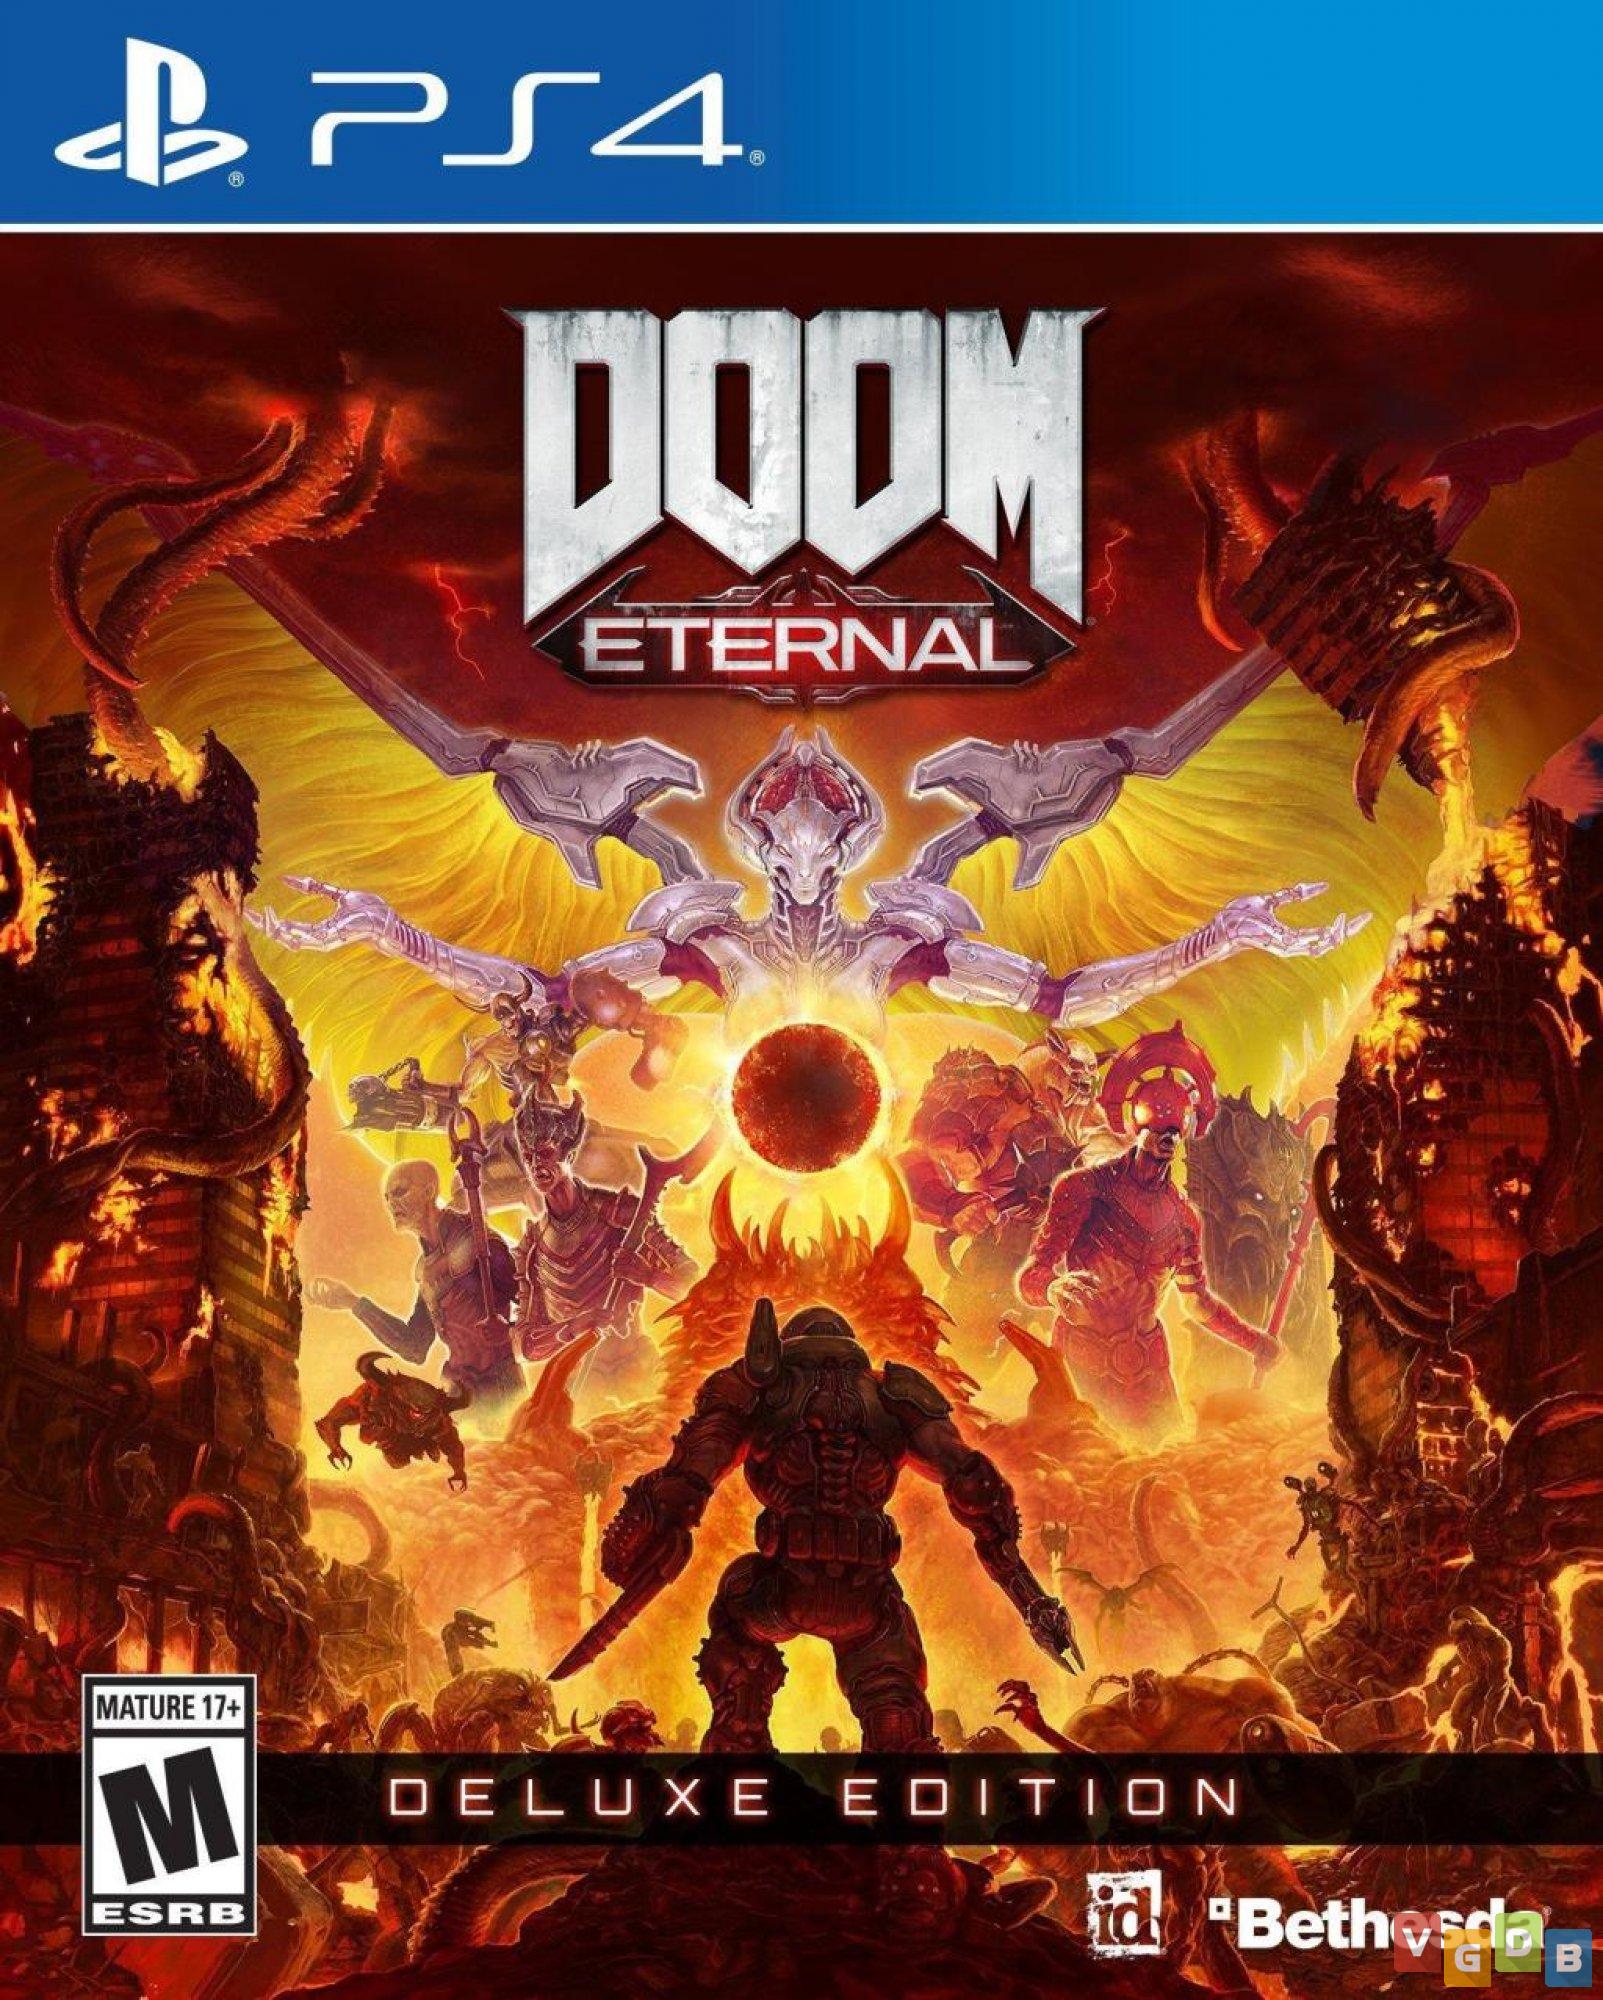 PS4
DOOM
ETERNAL
MATURE 17+
M
ESRB
DELUXE EDITION
id
Bethesda
VGDB